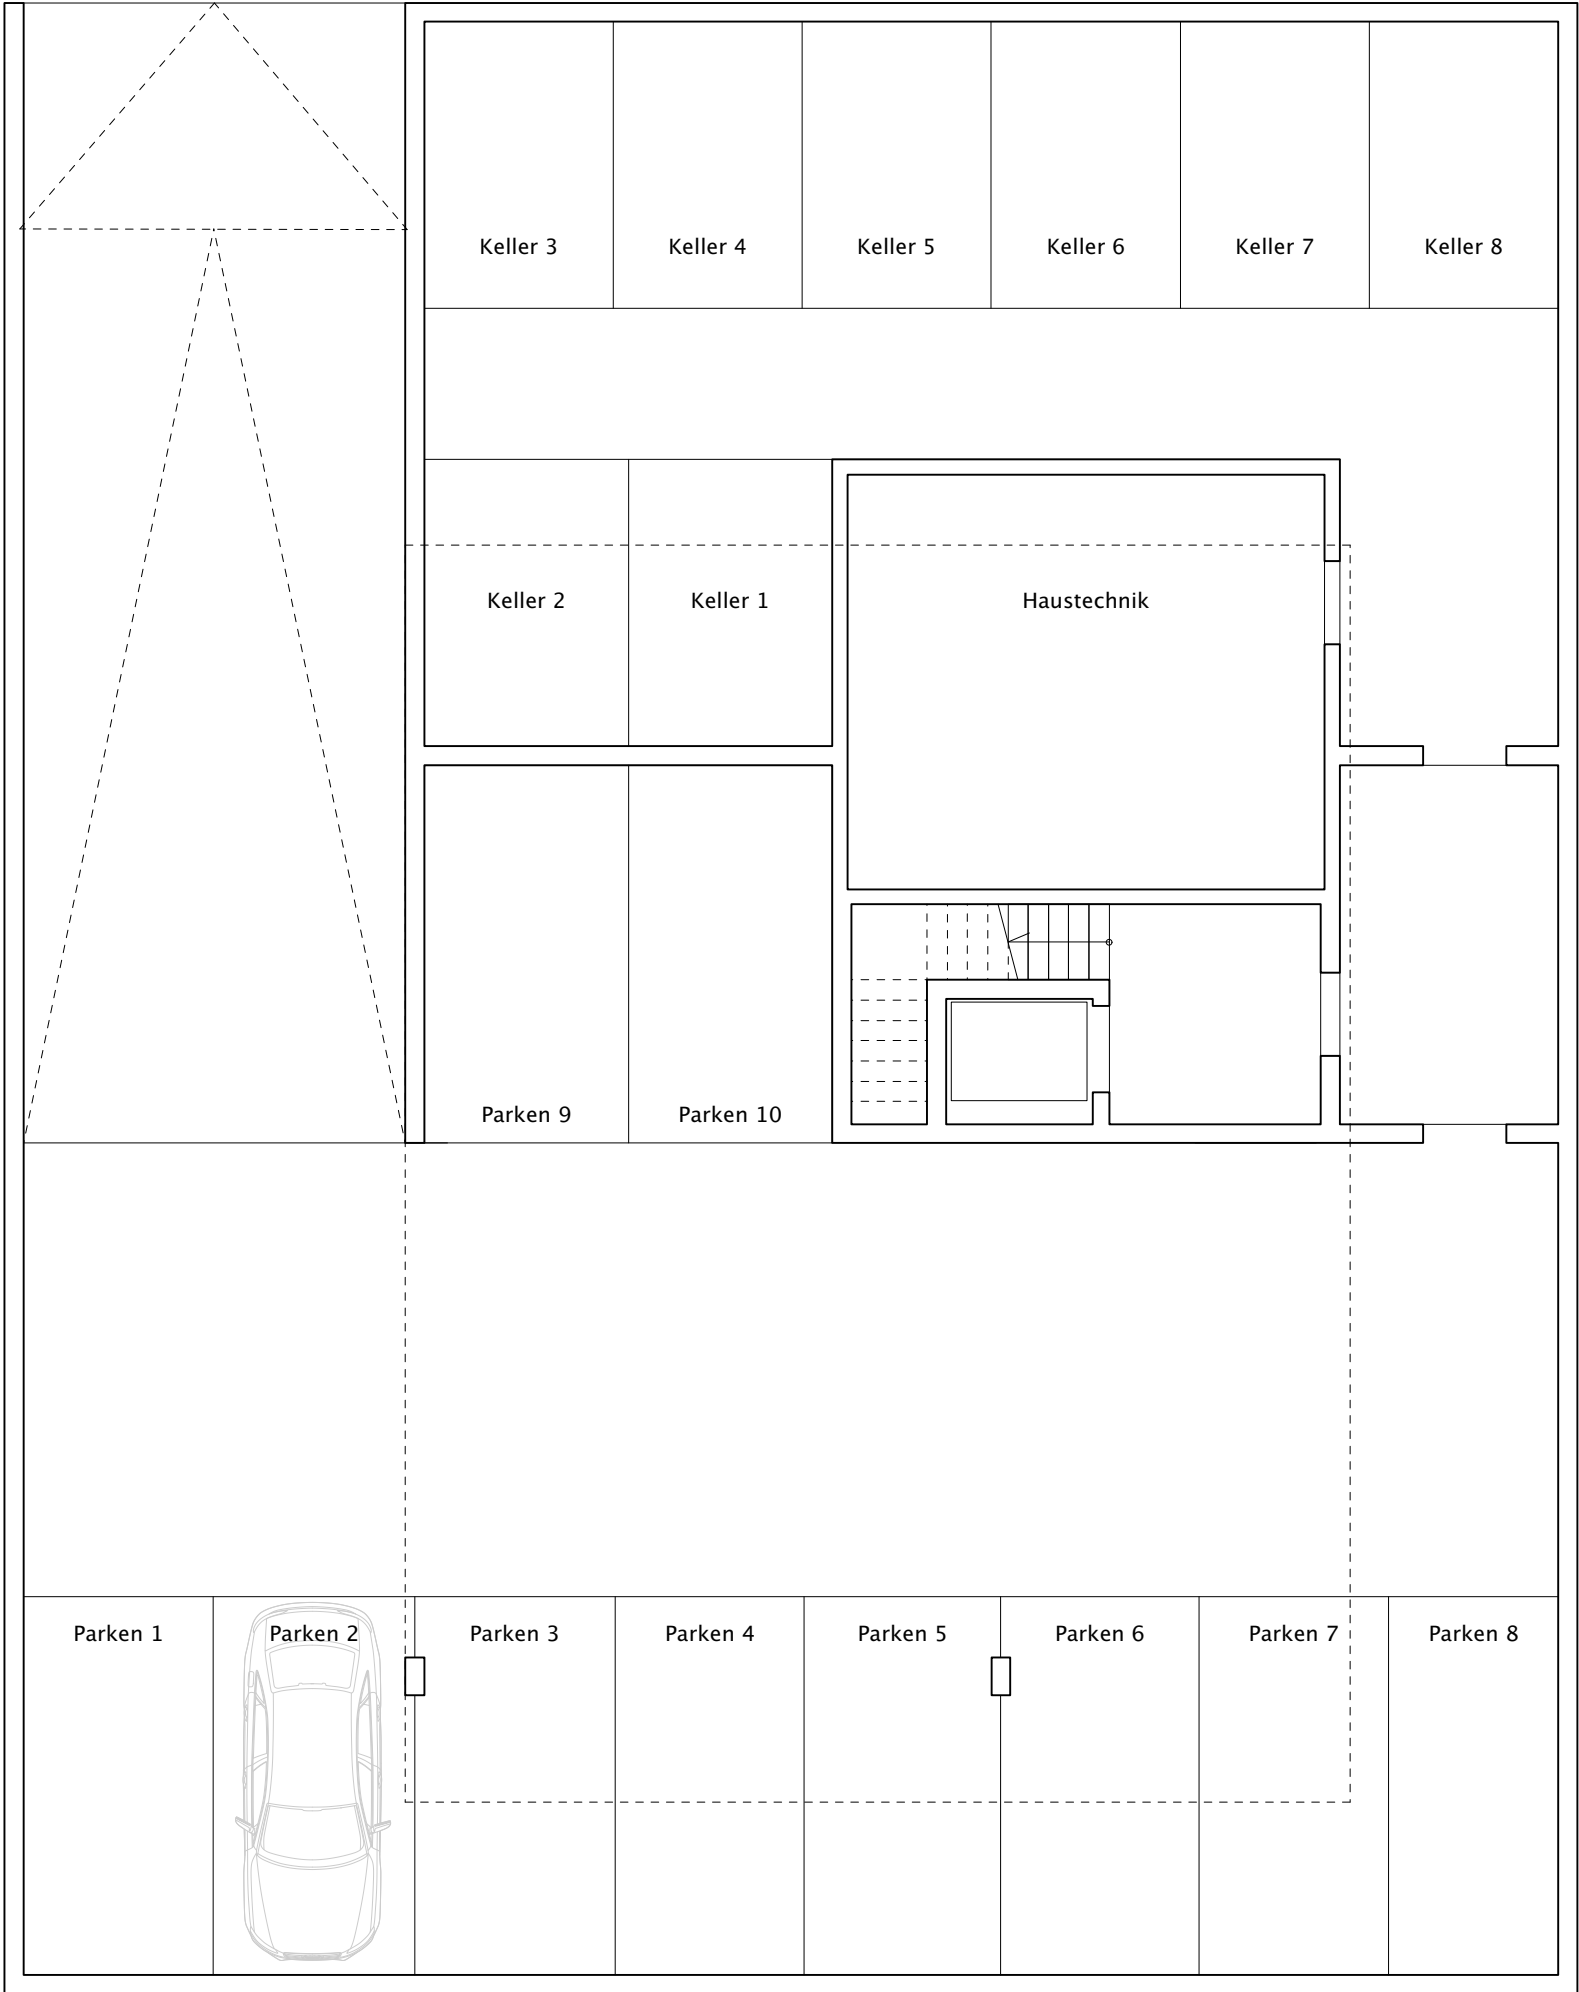 Keller 3
Keller 4
Keller 5
Keller 6
Keller 7
Keller 8
Keller 2
Keller 1
Haustechnik
Parken 9
Parken 10
Parken 1
Parken 2
Parken 3
Parken 4
Parken 5
Parken 6
Parken 7
Parken 8